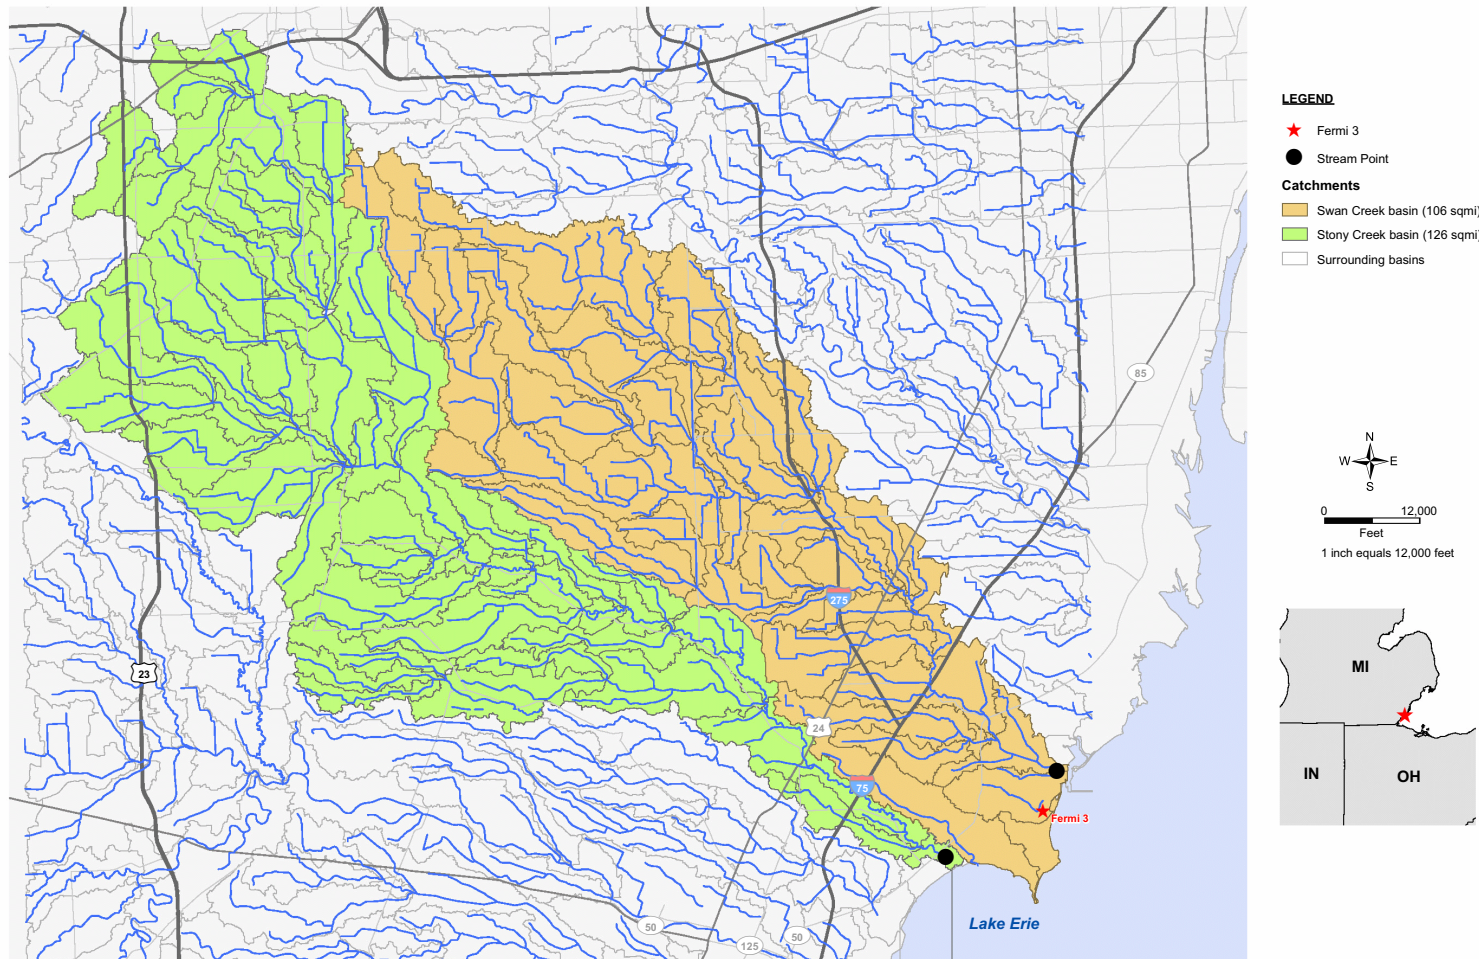 LEGEND
Fermi 3
Stream Point
Catchments
Swan Creek basin (106 sqmi)
Stony Creek basin (126 sqmi)
Surrounding basins
85
N
W E
S
0 12,000
Feet
1 inch equals 12,000 feet
275
23
24
75
Fermi 3
MI
IN OH
Lake Erie
50
125
50